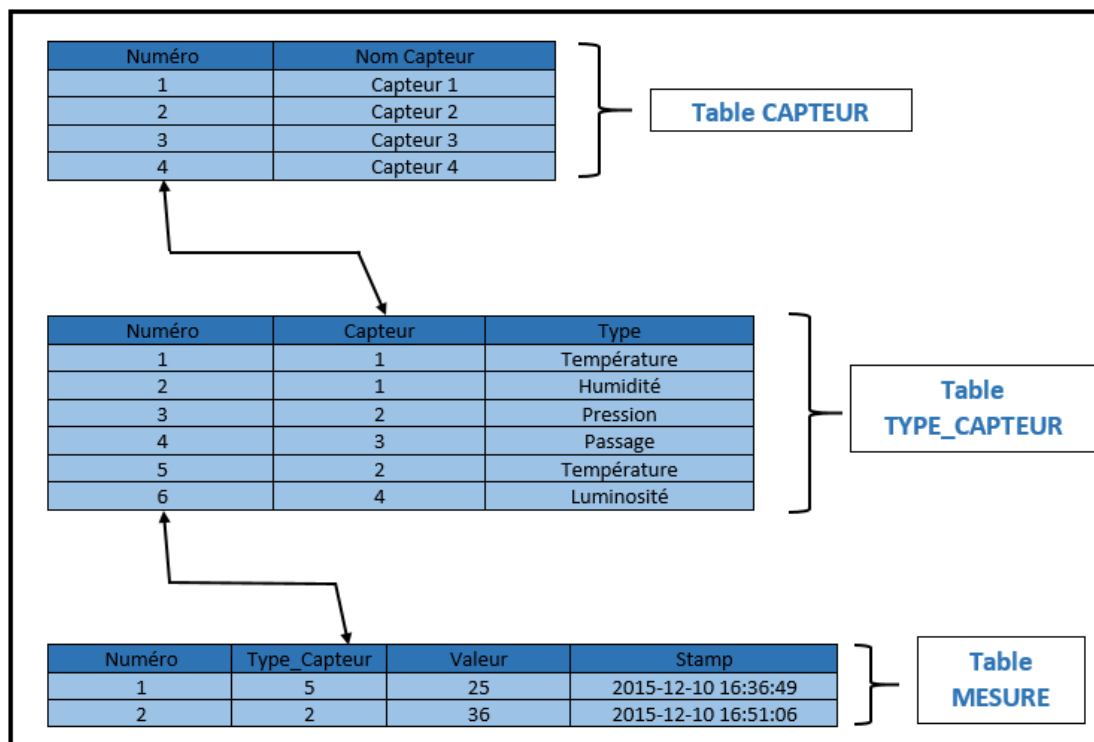 Numéro Nom Capteur
1 Capteur 1
2 Capteur 2
3 Capteur 3
4 Capteur 4
Table CAPTEUR
Numéro Capteur Type
1 1 Température
2 1 Humidité
3 2 Pression
4 3 Passage
5 2 Température
6 4 Luminosité
Table
TYPE_CAPTEUR
Numéro Type_Capteur Valeur Stamp
1 5 25 2015-12-10 16:36:49
2 2 36 2015-12-10 16:51:06
Table
MESURE